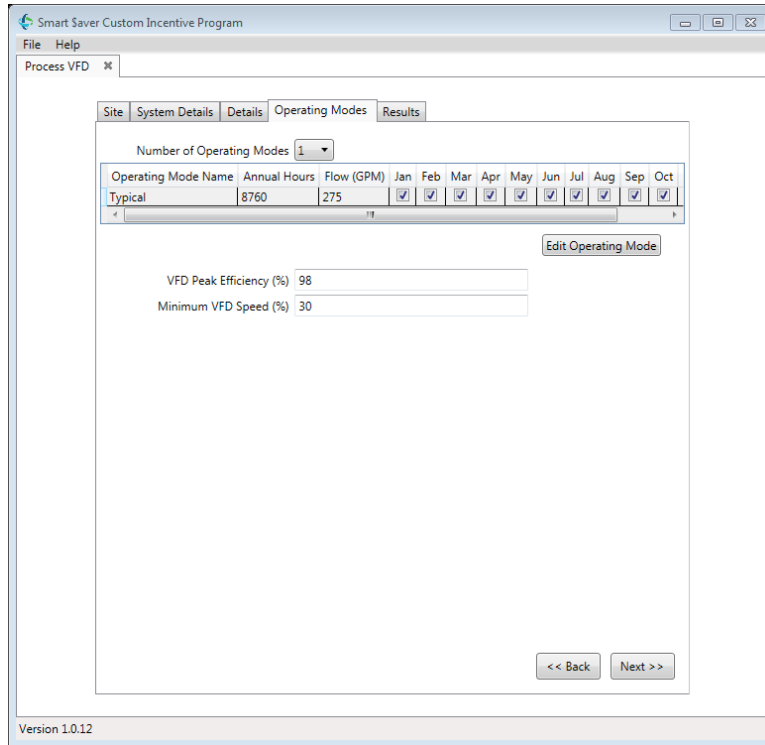 Smart $aver Custom Incentive Program
File Help
Process VFD
Site System Details Details Operating Modes Results
Number of Operating Modes 1
Operating Mode Name Annual Hours Flow (GPM) Jan Feb Mar Apr May Jun Jul Aug Sep Oct
Typical 8760 275
Edit Operating Mode
VFD Peak Efficiency (%) 98
Minimum VFD Speed (%) 30
<< Back Next >>
Version 1.0.12